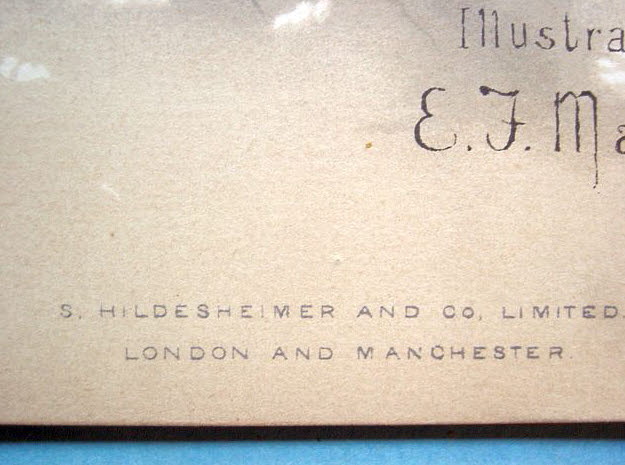 Illustra
E. F. Ma
S. HILDESHEIMER AND CO, LIMITED.
LONDON AND MANCHESTER.